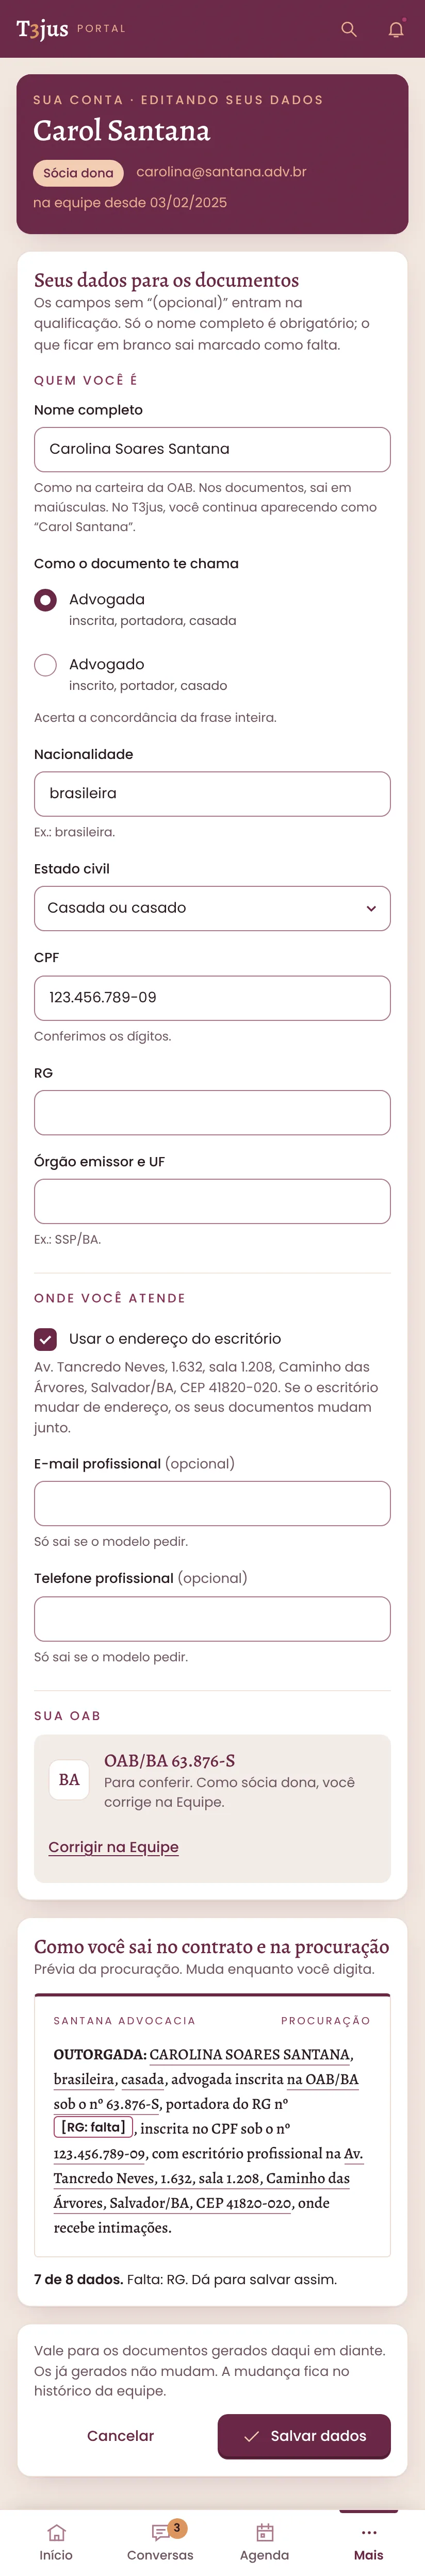 T3jus PORTAL
SUA CONTA · EDITANDO SEUS DADOS
Carol Santana
Sócia dona carolina@santana.adv.br
na equipe desde 03/02/2025
Seus dados para os documentos
Os campos sem “(opcional)” entram na
qualificação. Só o nome completo é obrigatório; o
que ficar em branco sai marcado como falta.
QUEM VOCÊ É
Nome completo
Carolina Soares Santana
Como na carteira da OAB. Nos documentos, sai em
maiúsculas. No T3jus, você continua aparecendo como
“Carol Santana”.
Como o documento te chama
Advogada
inscrita, portadora, casada
Advogado
inscrito, portador, casado
Acerta a concordância da frase inteira.
Nacionalidade
brasileira
Ex.: brasileira.
Estado civil
Casada ou casado
CPF
123.456.789-09
Conferimos os dígitos.
RG
Órgão emissor e UF
Ex.: SSP/BA.
ONDE VOCÊ ATENDE
Usar o endereço do escritório
Av. Tancredo Neves, 1.632, sala 1.208, Caminho das
Árvores, Salvador/BA, CEP 41820-020. Se o escritório
mudar de endereço, os seus documentos mudam
junto.
E-mail profissional (opcional)
Só sai se o modelo pedir.
Telefone profissional (opcional)
Só sai se o modelo pedir.
SUA OAB
BA
OAB/BA 63.876-S
Para conferir. Como sócia dona, você
corrige na Equipe.
Corrigir na Equipe
Como você sai no contrato e na procuração
Prévia da procuração. Muda enquanto você digita.
SANTANA ADVOCACIA PROCURAÇÃO
OUTORGADA: CAROLINA SOARES SANTANA,
brasileira, casada, advogada inscrita na OAB/BA
sob o nº 63.876-S, portadora do RG nº
[RG: falta], inscrita no CPF sob o nº
123.456.789-09, com escritório profissional na Av.
Tancredo Neves, 1.632, sala 1.208, Caminho das
Árvores, Salvador/BA, CEP 41820-020, onde
recebe intimações.
7 de 8 dados. Falta: RG. Dá para salvar assim.
Vale para os documentos gerados daqui em diante.
Os já gerados não mudam. A mudança fica no
histórico da equipe.
Cancelar Salvar dados
3
Início Conversas Agenda Mais